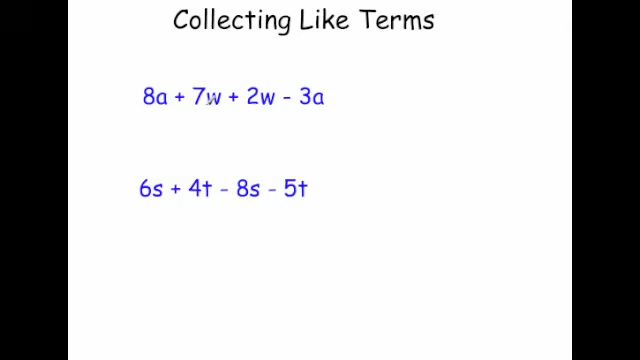 Collecting Like Terms
8a + 7w + 2w - 3a
6s + 4t - 8s - 5t